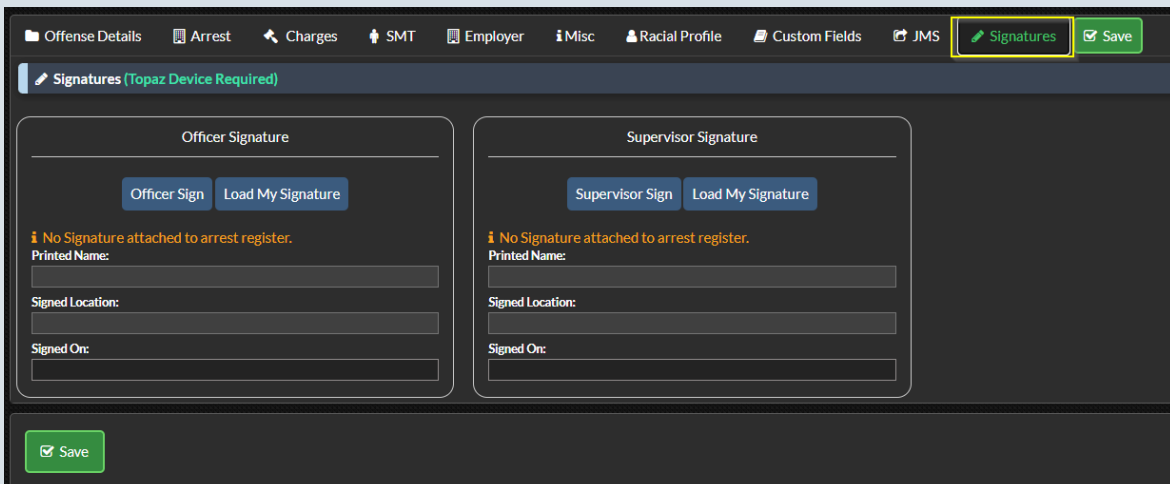 Offense Details Arrest Charges SMT Employer Misc Racial Profile Custom Fields JMS Signatures Save
Signatures (Topaz Device Required)
Officer Signature
Officer Sign Load My Signature
No Signature attached to arrest register.
Printed Name:
Signed Location:
Signed On:
Supervisor Signature
Supervisor Sign Load My Signature
No Signature attached to arrest register.
Printed Name:
Signed Location:
Signed On:
Save